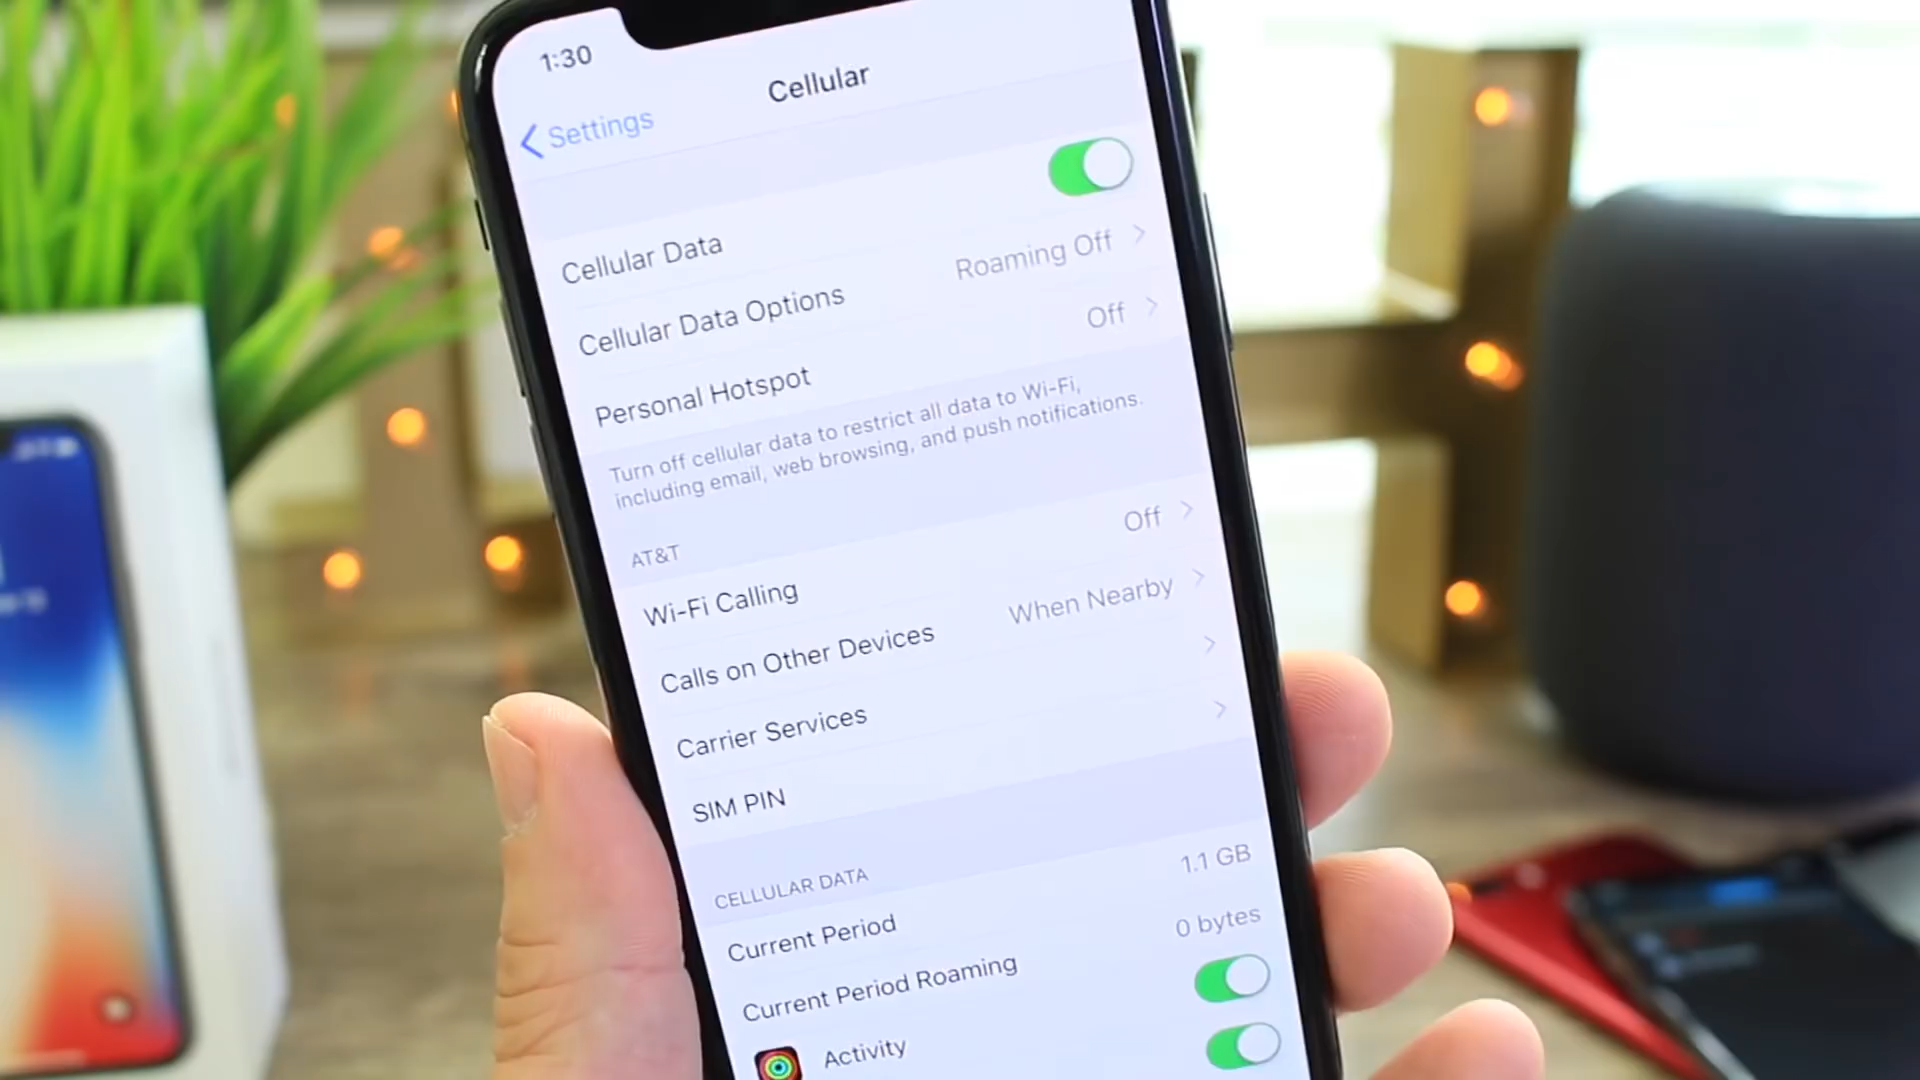 1:30
Cellular
Settings
Cellular Data
Cellular Data Options Roaming Off
Personal Hotspot Off
Turn off cellular data to restrict all data to Wi-Fi,
including email, web browsing, and push notifications.
AT&T
Wi-Fi Calling Off
Calls on Other Devices When Nearby
Carrier Services
SIM PIN
CELLULAR DATA
Current Period 1.1 GB
Current Period Roaming 0 bytes
Activity